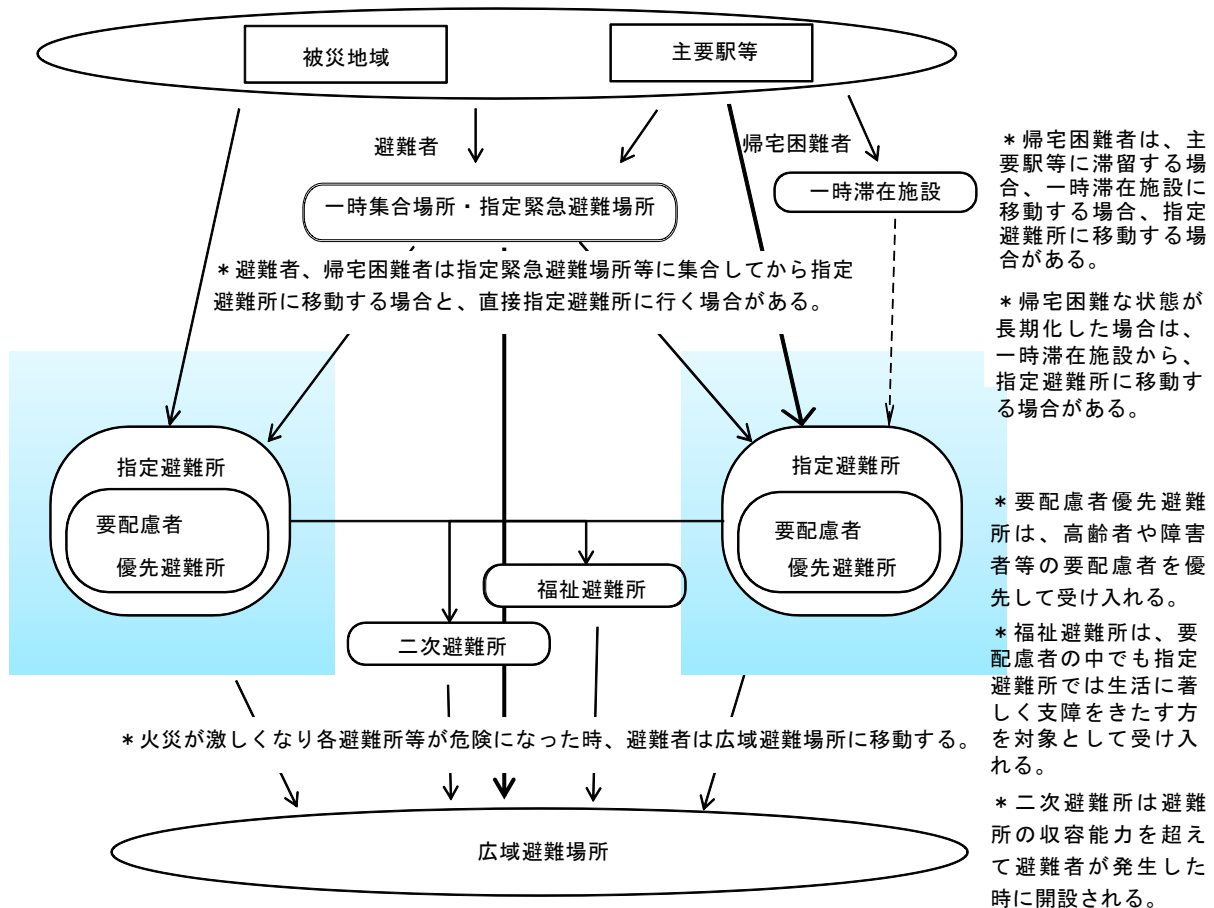 被災地域
主要駅等
避難者
帰宅困難者
一時集合場所・指定緊急避難場所
一時滞在施設
＊帰宅困難者は、主
要駅等に滞留する場
合、一時滞在施設に
移動する場合、指定
避難所に移動する場
合がある。
＊避難者、帰宅困難者は指定緊急避難場所等に集合してから指定
避難所に移動する場合と、直接指定避難所に行く場合がある。
＊帰宅困難な状態が
長期化した場合は、
一時滞在施設から、
指定避難所に移動す
る場合がある。
指定避難所
要配慮者
優先避難所
指定避難所
要配慮者
優先避難所
福祉避難所
二次避難所
＊要配慮者優先避難
所は、高齢者や障害
者等の要配慮者を優
先して受け入れる。
＊福祉避難所は、要
配慮者の中でも指定
避難所では生活に著
しく支障をきたす方
を対象として受け入
れる。
＊火災が激しくなり各避難所等が危険になった時、避難者は広域避難場所に移動する。
＊二次避難所は避難
所の収容能力を超え
て避難者が発生した
時に開設される。
広域避難場所